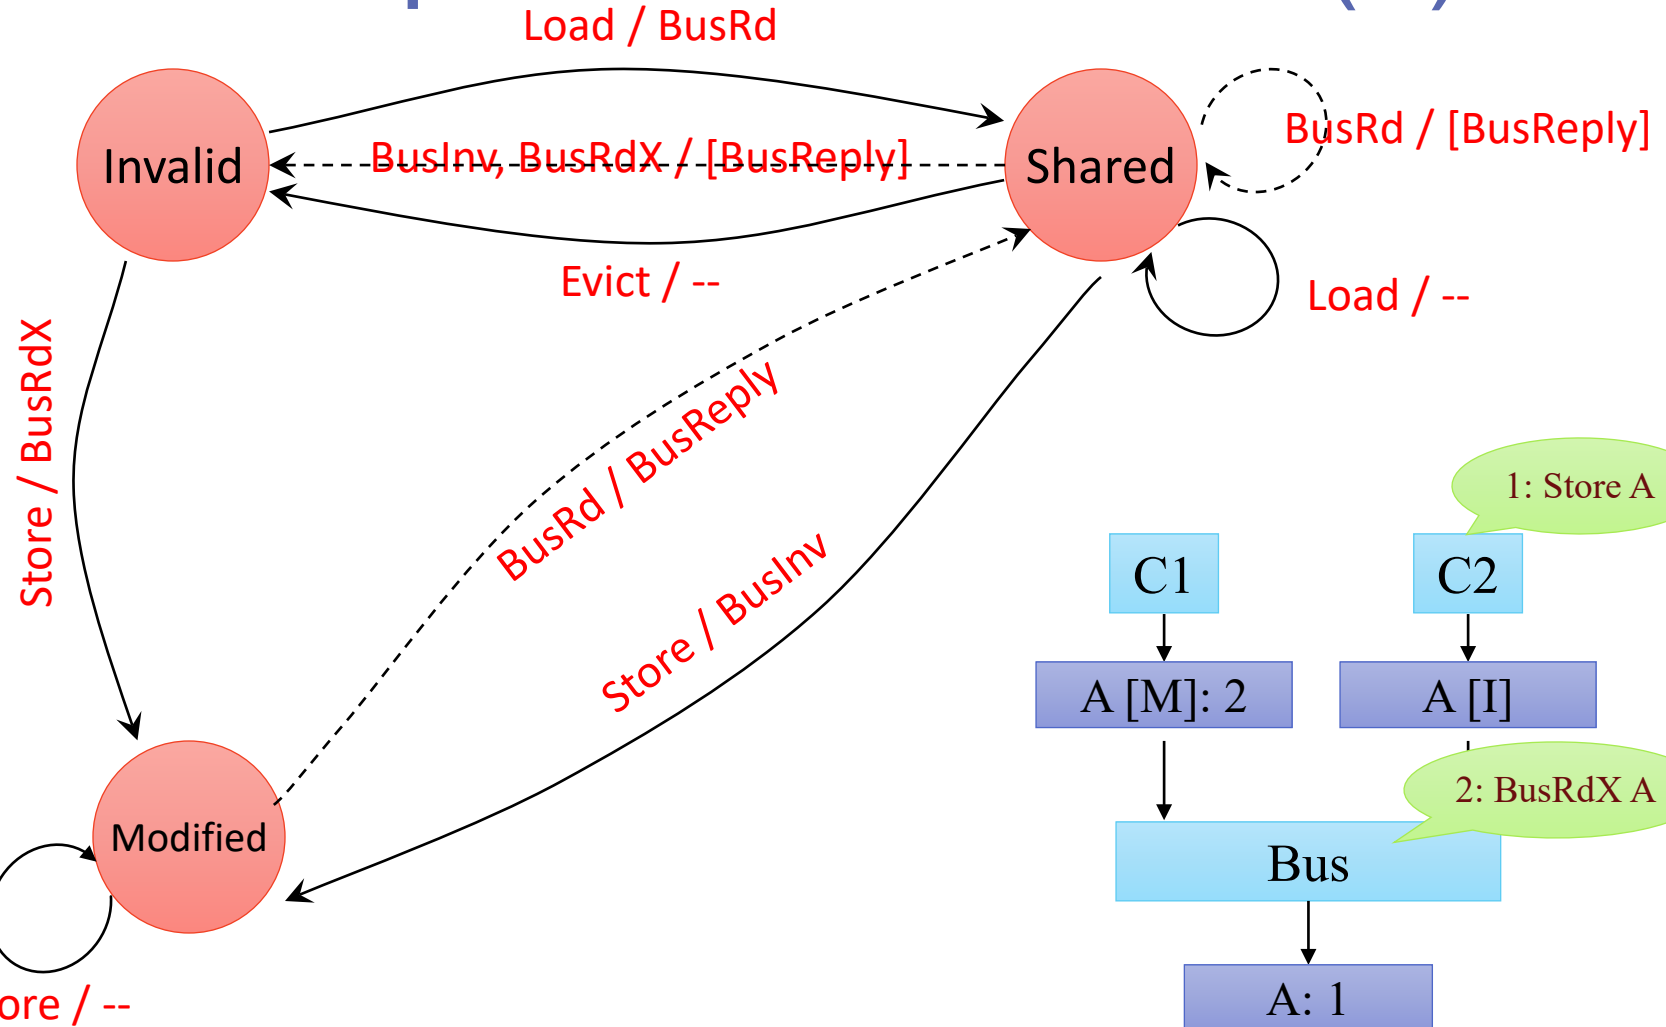 Load / BusRd
Invalid
BusInv, BusRdX / [BusReply]
Shared
BusRd / [BusReply]
Evict / --
Load / --
Store / BusRdX
BusRd / BusReply
Store / BusInv
1: Store A
C1
C2
A [M]: 2
A [I]
2: BusRdX A
Modified
Bus
ore / --
A: 1